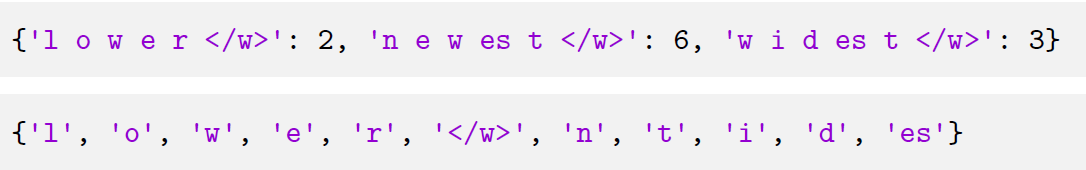 {'l o w e r </w>': 2, 'n e w es t </w>': 6, 'w i d es t </w>': 3}
{'l', 'o', 'w', 'e', 'r', '</w>', 'n', 't', 'i', 'd', 'es'}